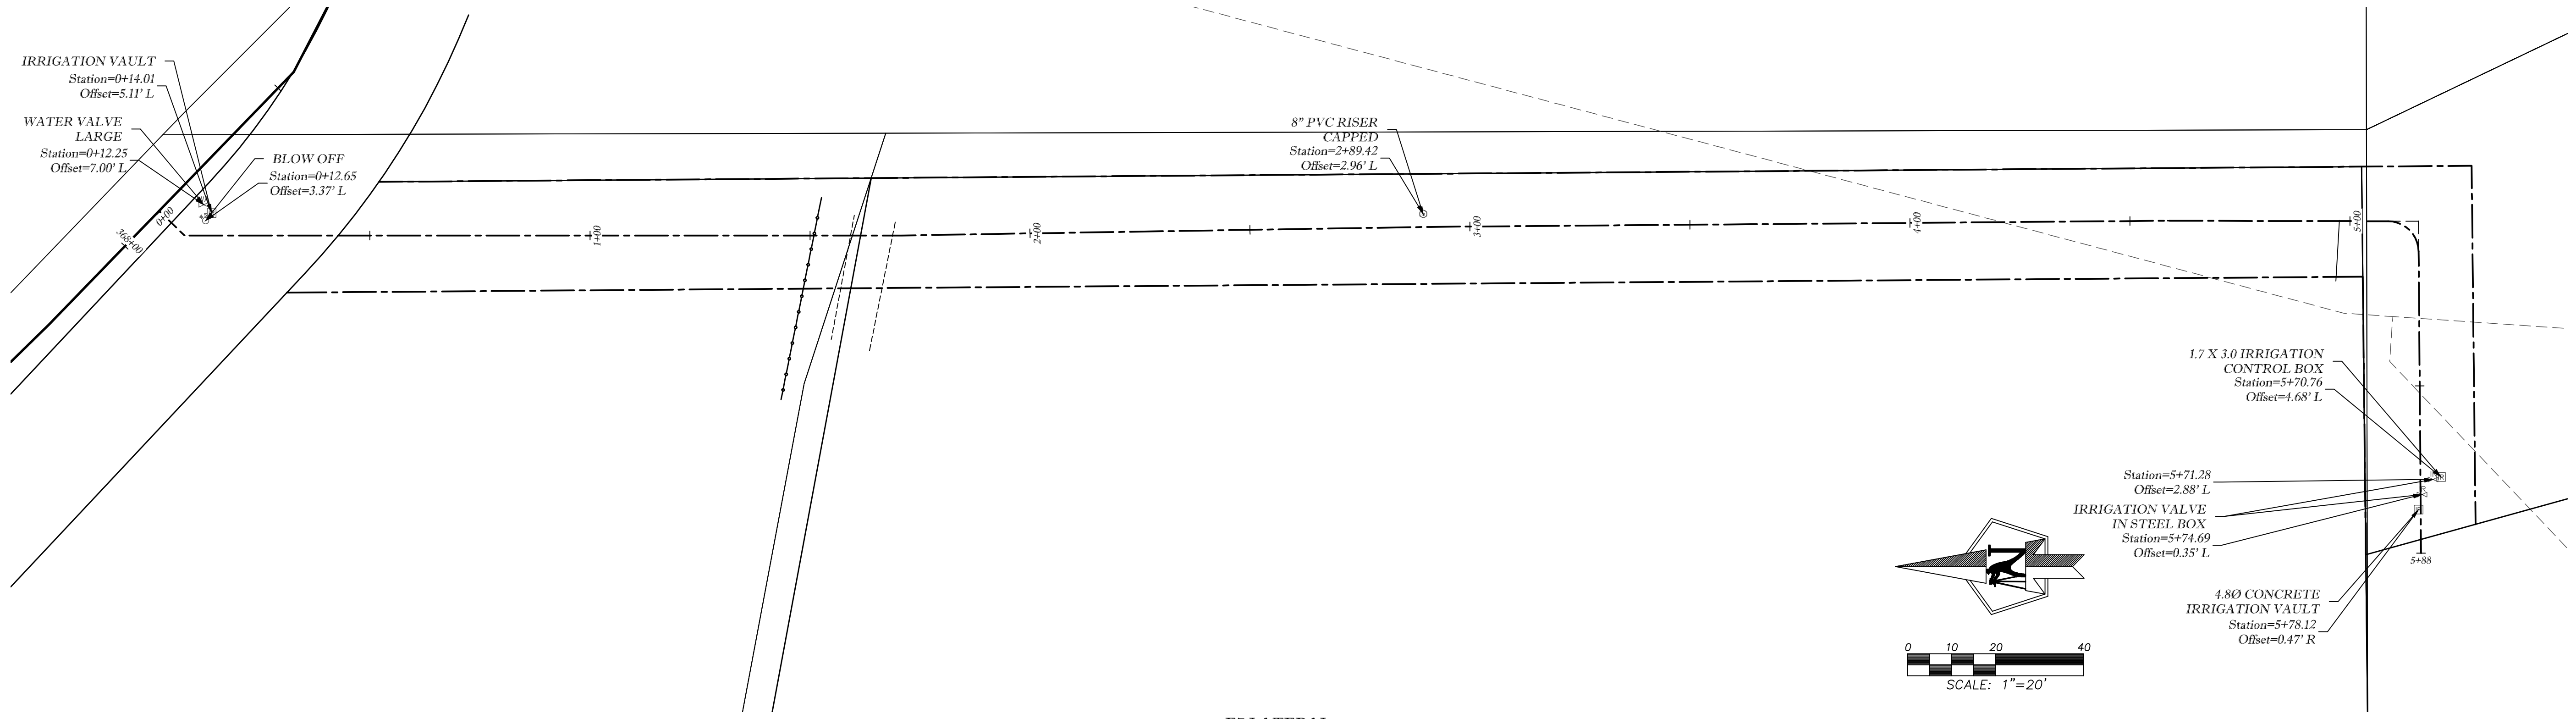 IRRIGATION VAULT
Station=0+14.01
Offset=5.11' L
WATER VALVE
LARGE
Station=0+12.25
Offset=7.00' L
BLOW OFF
Station=0+12.65
Offset=3.37' L
0+00
368+00
1+00
2+00
8" PVC RISER
CAPPED
Station=2+89.42
Offset=2.96' L
3+00
4+00
5+00
1.7 X 3.0 IRRIGATION
CONTROL BOX
Station=5+70.76
Offset=4.68' L
Station=5+71.28
Offset=2.88' L
IRRIGATION VALVE
IN STEEL BOX
Station=5+74.69
Offset=0.35' L
5+88
4.8Ø CONCRETE
IRRIGATION VAULT
Station=5+78.12
Offset=0.47' R
0 10 20 40
SCALE: 1"=20'